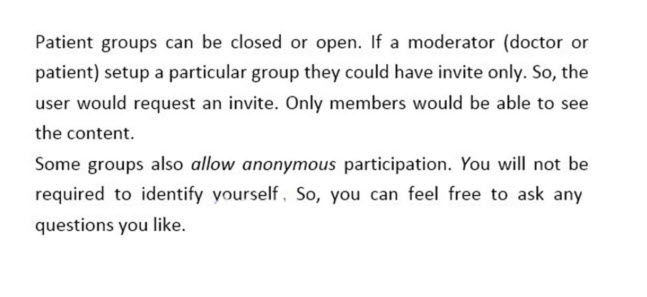 Patient groups can be closed or open. If a moderator (doctor or
patient) setup a particular group they could have invite only. So, the
user would request an invite. Only members would be able to see
the content.
Some groups also allow anonymous participation. You will not be
required to identify yourself. So, you can feel free to ask any
questions you like.